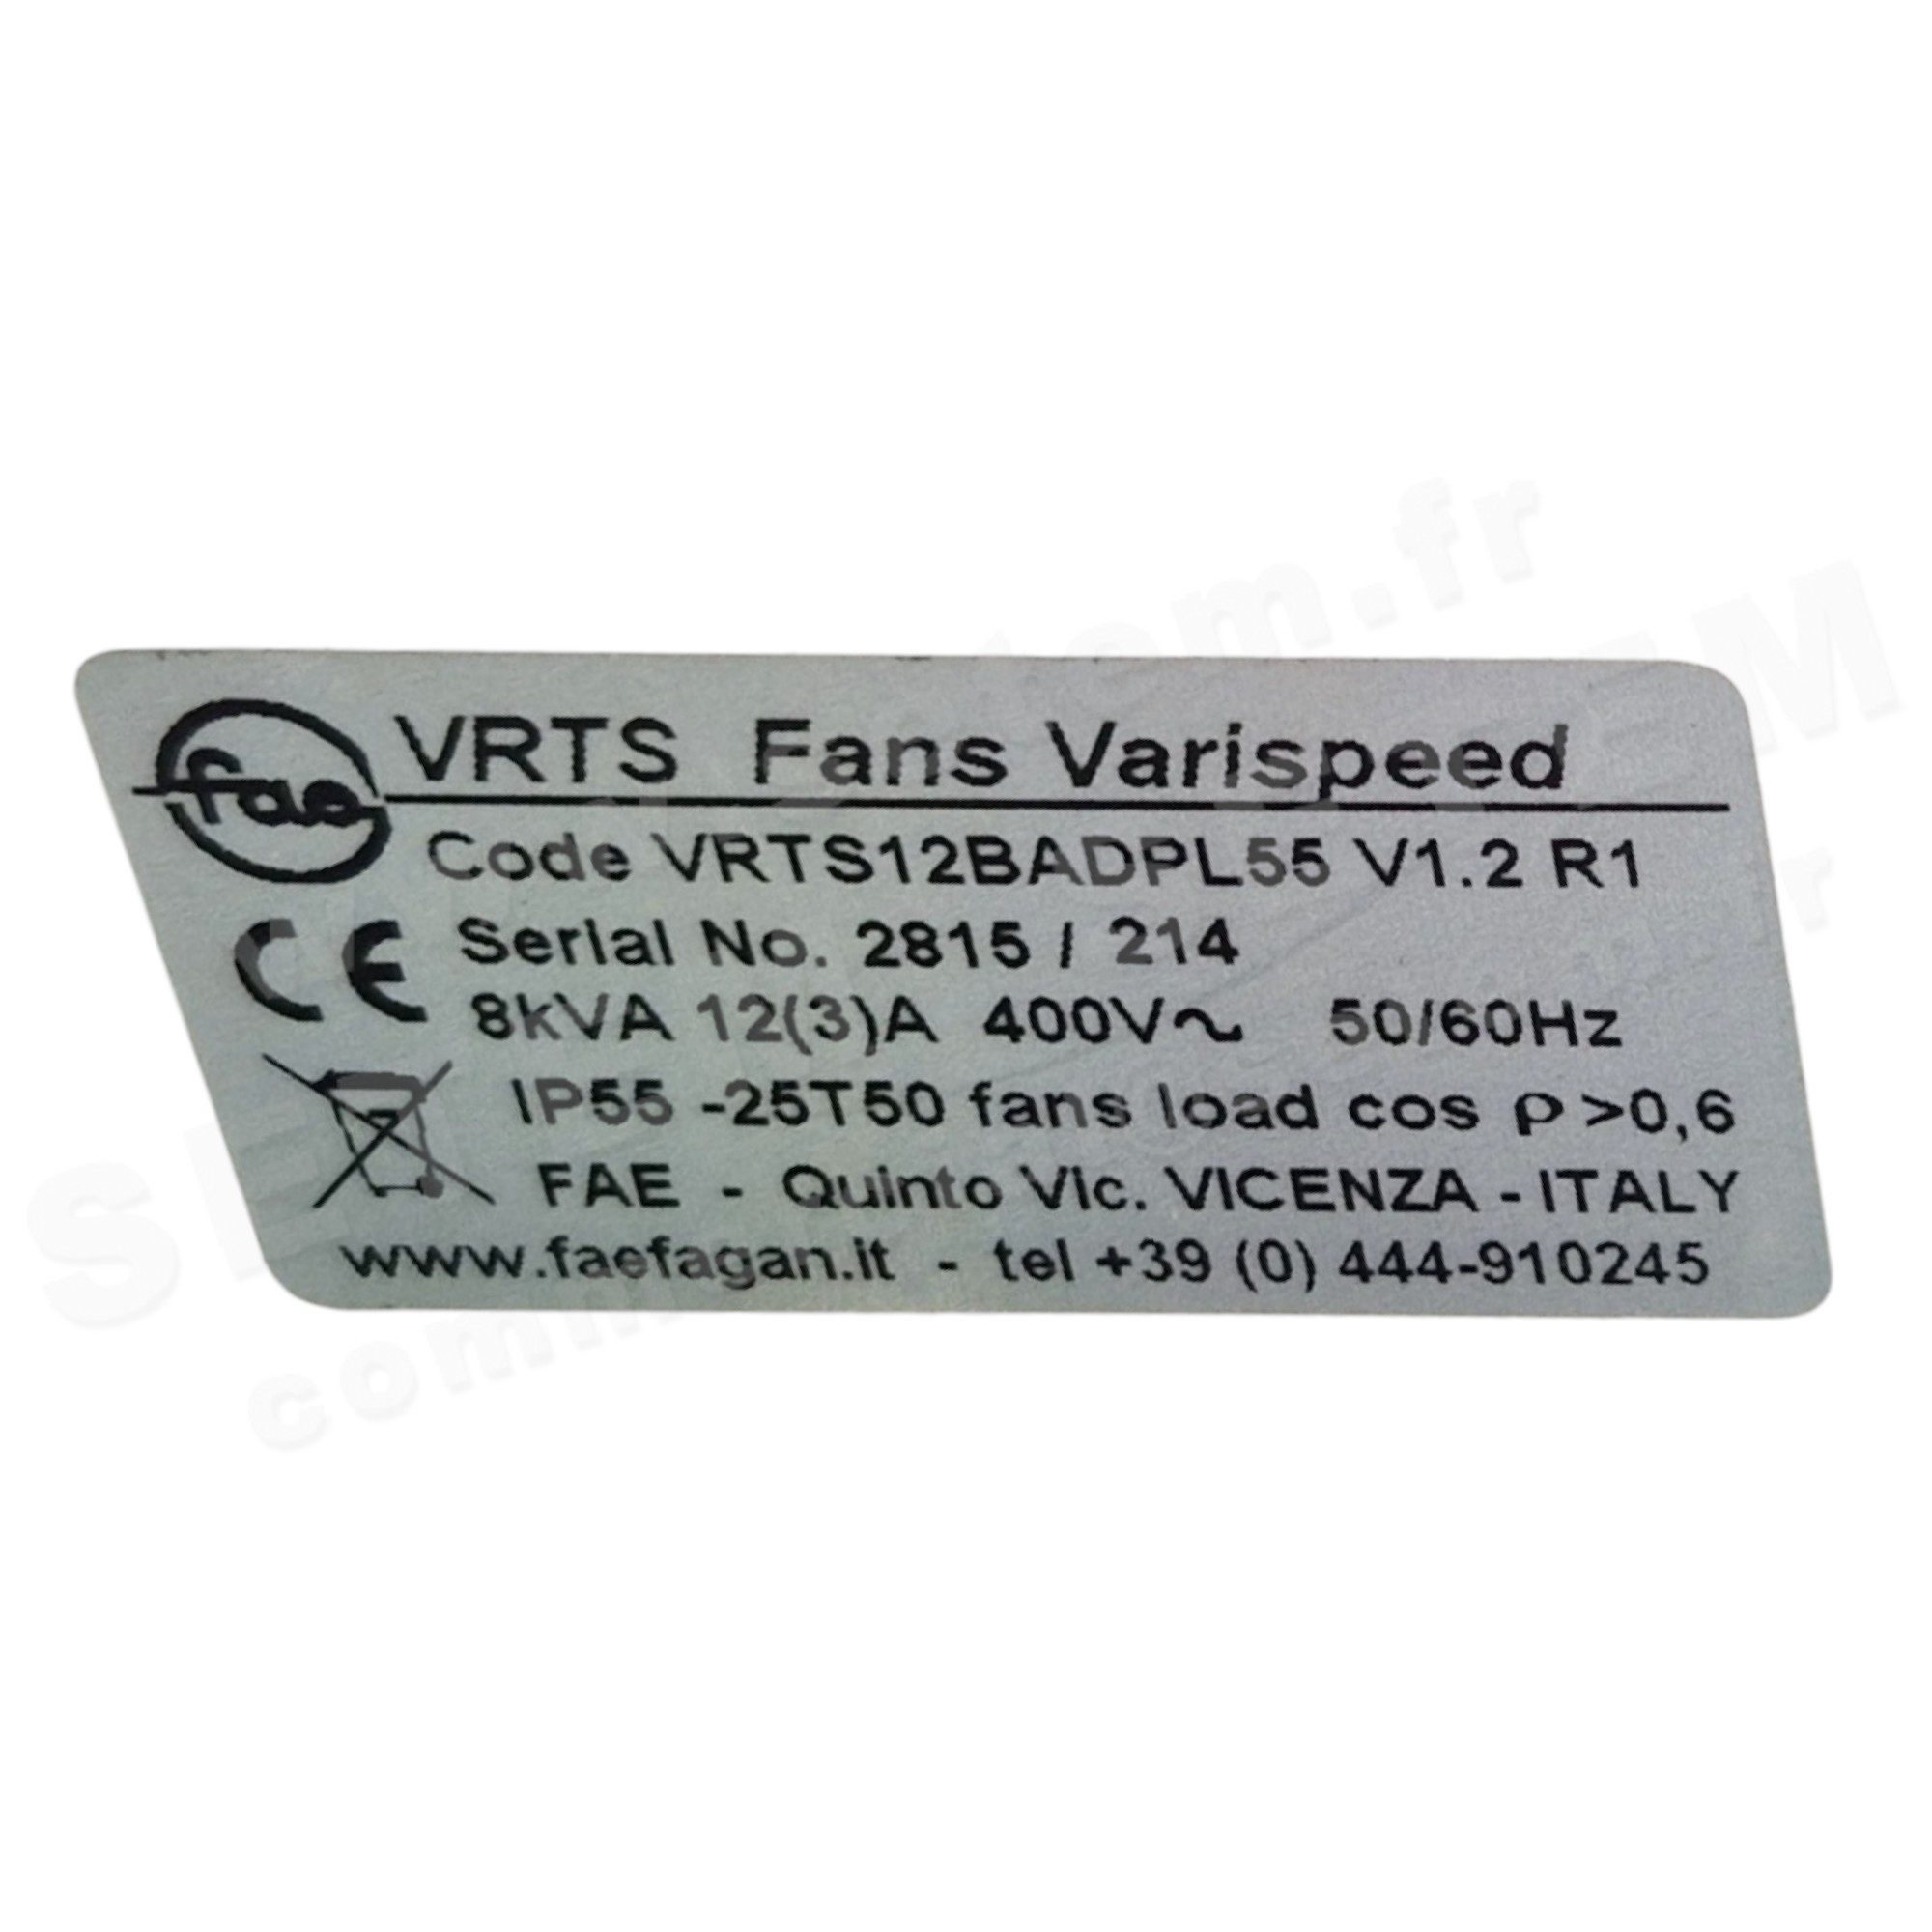 fae
VRTS Fans Varispeed
Code VRTS12BADPL55 V1.2 R1
CE Serial No. 2815 / 214
8kVA 12(3)A 400V~ 50/60Hz
IP55 -25T50 fans load cos ρ >0,6
FAE - Quinto Vic. VICENZA - ITALY
www.faefagan.it - tel +39 (0) 444-910245